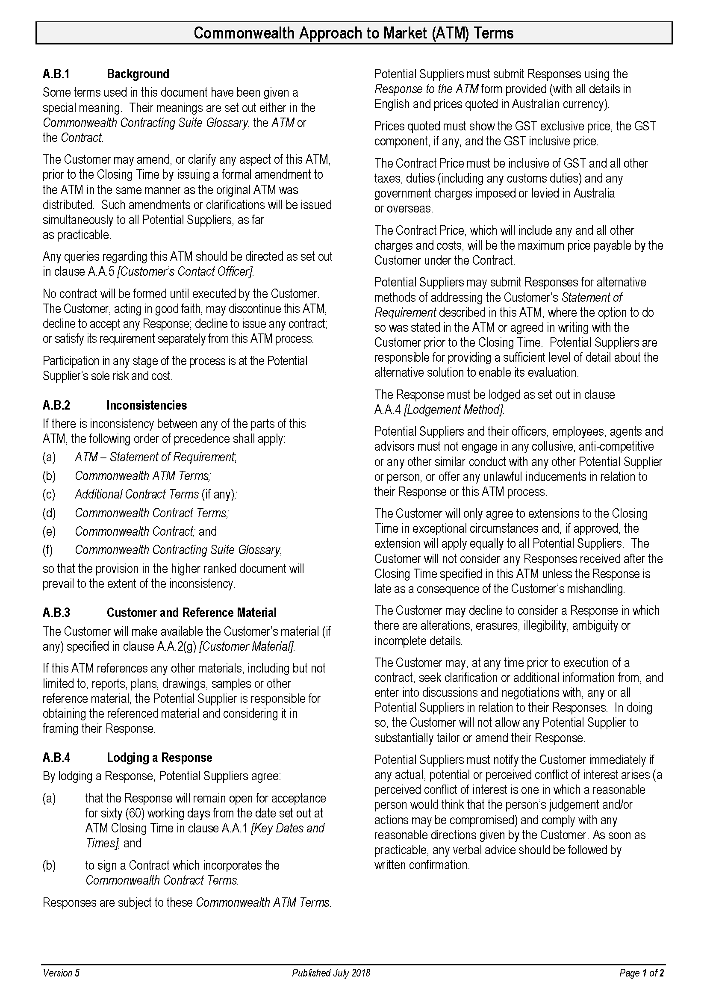 Commonwealth Approach to Market (ATM) Terms
A.B.1 Background
Some terms used in this document have been given a
special meaning.  Their meanings are set out either in the
Commonwealth Contracting Suite Glossary, the ATM or
the Contract.
The Customer may amend, or clarify any aspect of this ATM,
prior to the Closing Time by issuing a formal amendment to
the ATM in the same manner as the original ATM was
distributed.  Such amendments or clarifications will be issued
simultaneously to all Potential Suppliers, as far
as practicable.
Any queries regarding this ATM should be directed as set out
in clause A.A.5 [Customer’s Contact Officer].
No contract will be formed until executed by the Customer.
The Customer, acting in good faith, may discontinue this ATM,
decline to accept any Response; decline to issue any contract;
or satisfy its requirement separately from this ATM process.
Participation in any stage of the process is at the Potential
Supplier’s sole risk and cost.
A.B.2 Inconsistencies
If there is inconsistency between any of the parts of this
ATM, the following order of precedence shall apply:
(a) ATM – Statement of Requirement;
(b) Commonwealth ATM Terms;
(c) Additional Contract Terms (if any);
(d) Commonwealth Contract Terms;
(e) Commonwealth Contract; and
(f) Commonwealth Contracting Suite Glossary,
so that the provision in the higher ranked document will
prevail to the extent of the inconsistency.
A.B.3 Customer and Reference Material
The Customer will make available the Customer’s material (if
any) specified in clause A.A.2(g) [Customer Material].
If this ATM references any other materials, including but not
limited to, reports, plans, drawings, samples or other
reference material, the Potential Supplier is responsible for
obtaining the referenced material and considering it in
framing their Response.
A.B.4 Lodging a Response
By lodging a Response, Potential Suppliers agree:
(a) that the Response will remain open for acceptance
for sixty (60) working days from the date set out at
ATM Closing Time in clause A.A.1 [Key Dates and
Times]; and
(b) to sign a Contract which incorporates the
Commonwealth Contract Terms.
Responses are subject to these Commonwealth ATM Terms.
Potential Suppliers must submit Responses using the
Response to the ATM form provided (with all details in
English and prices quoted in Australian currency).
Prices quoted must show the GST exclusive price, the GST
component, if any, and the GST inclusive price.
The Contract Price must be inclusive of GST and all other
taxes, duties (including any customs duties) and any
government charges imposed or levied in Australia
or overseas.
The Contract Price, which will include any and all other
charges and costs, will be the maximum price payable by the
Customer under the Contract.
Potential Suppliers may submit Responses for alternative
methods of addressing the Customer’s Statement of
Requirement described in this ATM, where the option to do
so was stated in the ATM or agreed in writing with the
Customer prior to the Closing Time.  Potential Suppliers are
responsible for providing a sufficient level of detail about the
alternative solution to enable its evaluation.
The Response must be lodged as set out in clause
A.A.4 [Lodgement Method].
Potential Suppliers and their officers, employees, agents and
advisors must not engage in any collusive, anti-competitive
or any other similar conduct with any other Potential Supplier
or person, or offer any unlawful inducements in relation to
their Response or this ATM process.
The Customer will only agree to extensions to the Closing
Time in exceptional circumstances and, if approved, the
extension will apply equally to all Potential Suppliers.  The
Customer will not consider any Responses received after the
Closing Time specified in this ATM unless the Response is
late as a consequence of the Customer’s mishandling.
The Customer may decline to consider a Response in which
there are alterations, erasures, illegibility, ambiguity or
incomplete details.
The Customer may, at any time prior to execution of a
contract, seek clarification or additional information from, and
enter into discussions and negotiations with, any or all
Potential Suppliers in relation to their Responses.  In doing
so, the Customer will not allow any Potential Supplier to
substantially tailor or amend their Response.
Potential Suppliers must notify the Customer immediately if
any actual, potential or perceived conflict of interest arises (a
perceived conflict of interest is one in which a reasonable
person would think that the person’s judgement and/or
actions may be compromised) and comply with any
reasonable directions given by the Customer. As soon as
practicable, any verbal advice should be followed by
written confirmation.
Version 5 Published July 2018 Page 1 of 2